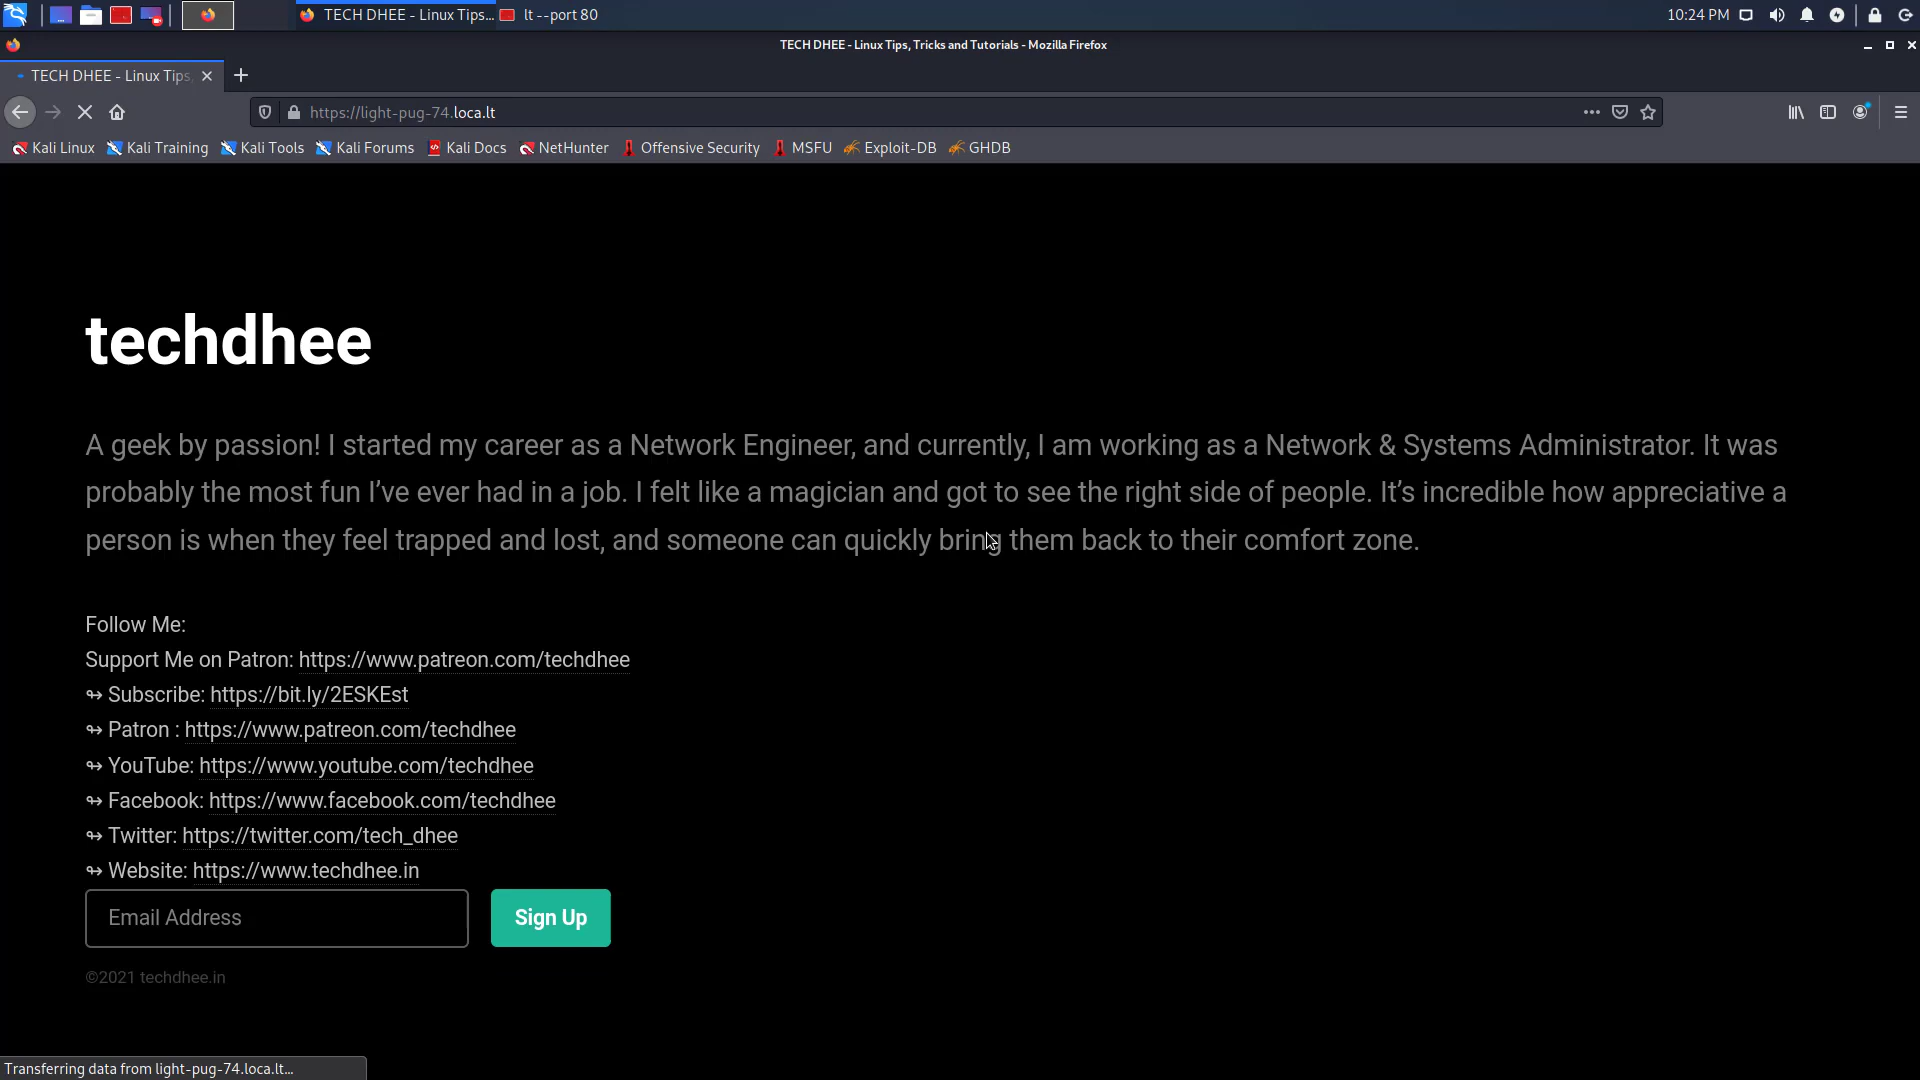 TECH DHEE - Linux Tips...
lt --port 80
10:24 PM
TECH DHEE - Linux Tips, Tricks and Tutorials - Mozilla Firefox
TECH DHEE - Linux Tips,
https://light-pug-74.loca.lt
Kali Linux
Kali Training
Kali Tools
Kali Forums
Kali Docs
NetHunter
Offensive Security
MSFU
Exploit-DB
GHDB
techdhee
A geek by passion! I started my career as a Network Engineer, and currently, I am working as a Network & Systems Administrator. It was
probably the most fun I’ve ever had in a job. I felt like a magician and got to see the right side of people. It’s incredible how appreciative a
person is when they feel trapped and lost, and someone can quickly bring them back to their comfort zone.
Follow Me:
Support Me on Patron: https://www.patreon.com/techdhee
↬ Subscribe: https://bit.ly/2ESKEst
↬ Patron : https://www.patreon.com/techdhee
↬ YouTube: https://www.youtube.com/techdhee
↬ Facebook: https://www.facebook.com/techdhee
↬ Twitter: https://twitter.com/tech_dhee
↬ Website: https://www.techdhee.in
Email Address
Sign Up
©2021 techdhee.in
Transferring data from light-pug-74.loca.lt...